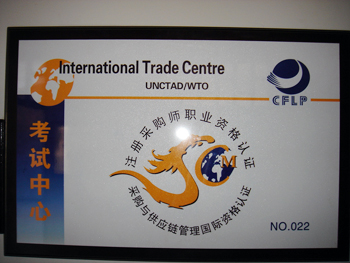 International Trade Centre
UNCTAD/WTO
CFLP
考试中心
注册采购师职业资格认证
SCM
采购与供应链管理国际资格认证
NO.022